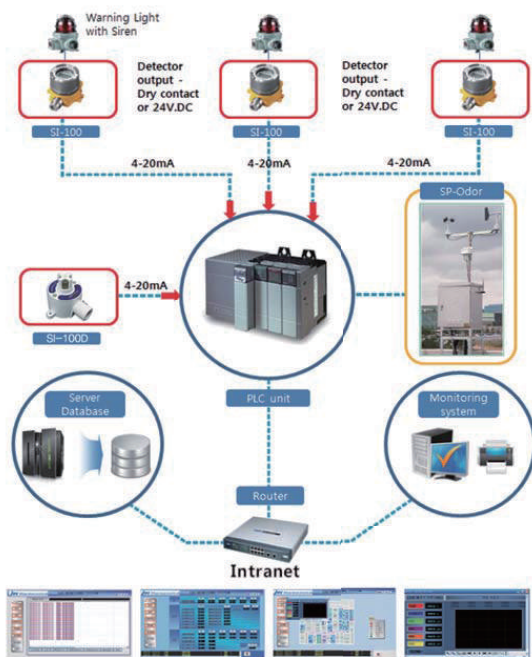 Warning Light
with Siren
Detector
output -
Dry contact
or 24V.DC
Detector
output -
Dry contact
or 24V.DC
SI-100
SI-100
SI-100
4-20mA
4-20mA
4-20mA
SP-Odor
4-20mA
SI-100D
Server
Database
PLC unit
Monitoring
system
Router
Intranet